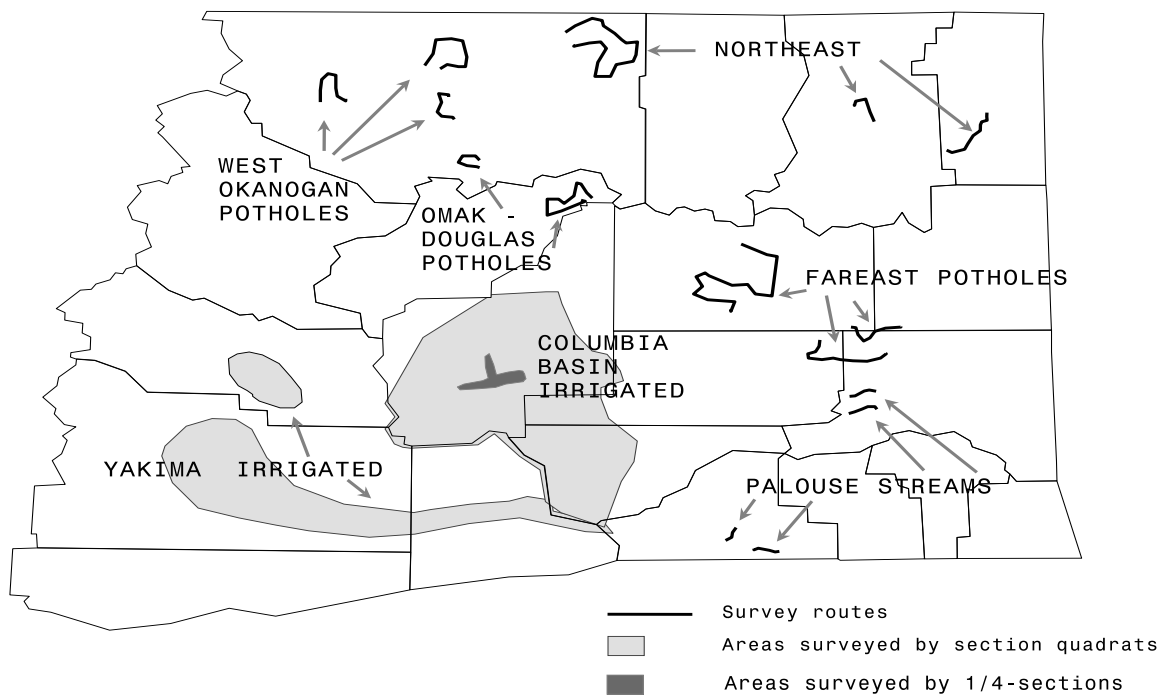 NORTHEAST
WEST
OKANOGAN
POTHOLES
OMAK -
DOUGLAS
POTHOLES
FAREAST POTHOLES
COLUMBIA
BASIN
IRRIGATED
YAKIMA IRRIGATED
PALOUSE STREAMS
Survey routes
Areas surveyed by section quadrats
Areas surveyed by 1/4-sections